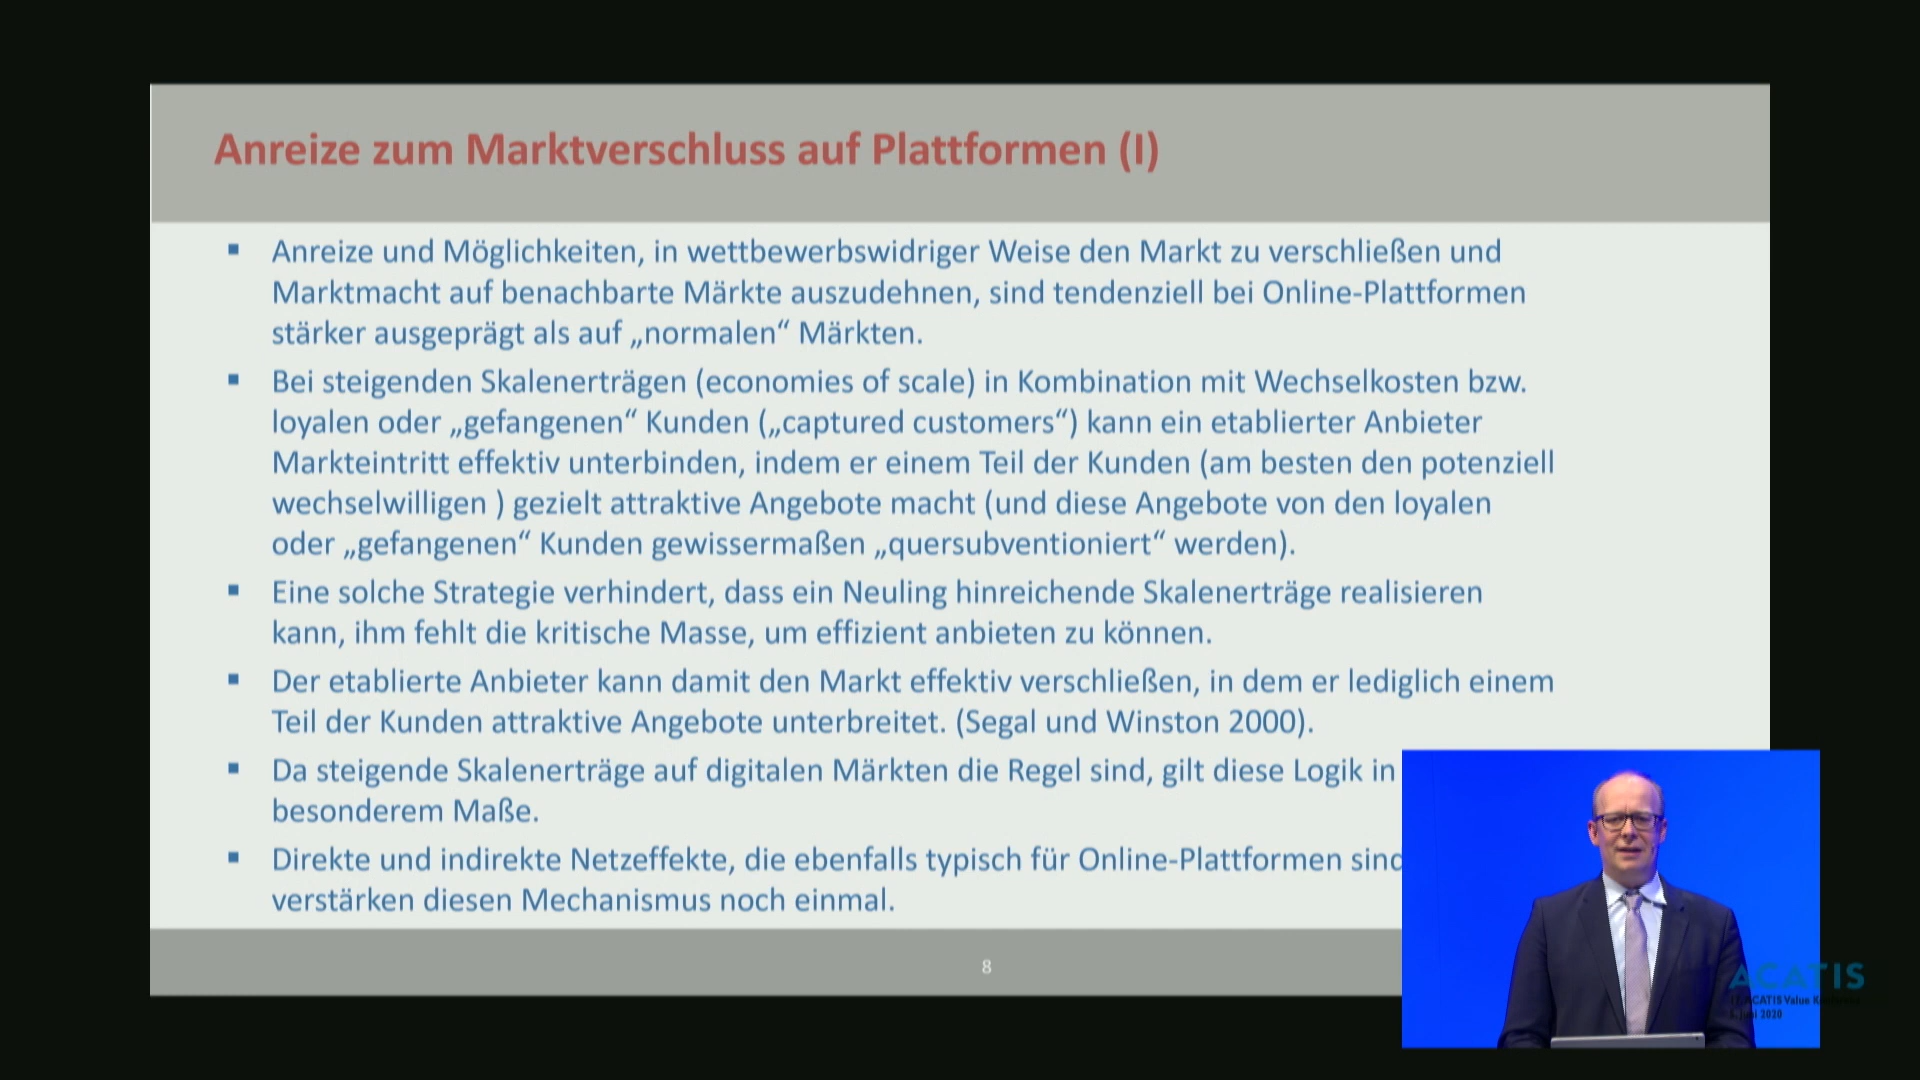 Anreize zum Marktverschluss auf Plattformen (I)
▪ Anreize und Möglichkeiten, in wettbewerbswidriger Weise den Markt zu verschließen und
Marktmacht auf benachbarte Märkte auszudehnen, sind tendenziell bei Online-Plattformen
stärker ausgeprägt als auf „normalen“ Märkten.
▪ Bei steigenden Skalenerträgen (economies of scale) in Kombination mit Wechselkosten bzw.
loyalen oder „gefangenen“ Kunden („captured customers“) kann ein etablierter Anbieter
Markteintritt effektiv unterbinden, indem er einem Teil der Kunden (am besten den potenziell
wechselwilligen ) gezielt attraktive Angebote macht (und diese Angebote von den loyalen
oder „gefangenen“ Kunden gewissermaßen „quersubventioniert“ werden).
▪ Eine solche Strategie verhindert, dass ein Neuling hinreichende Skalenerträge realisieren
kann, ihm fehlt die kritische Masse, um effizient anbieten zu können.
▪ Der etablierte Anbieter kann damit den Markt effektiv verschließen, in dem er lediglich einem
Teil der Kunden attraktive Angebote unterbreitet. (Segal und Winston 2000).
▪ Da steigende Skalenerträge auf digitalen Märkten die Regel sind, gilt diese Logik in
besonderem Maße.
▪ Direkte und indirekte Netzeffekte, die ebenfalls typisch für Online-Plattformen sind
verstärken diesen Mechanismus noch einmal.
8
ACATIS
ACATIS Value
2020